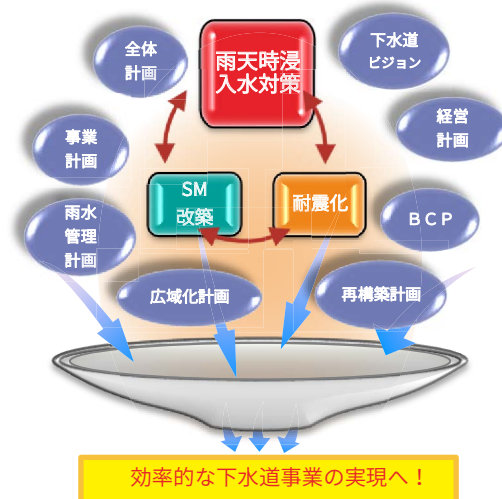 全体
計画
雨天時浸
入水対策
下水道
ビジョン
事業
計画
経営
計画
SM
改築
耐震化
雨水
管理
計画
BCP
広域化計画
再構築計画
効率的な下水道事業の実現へ！